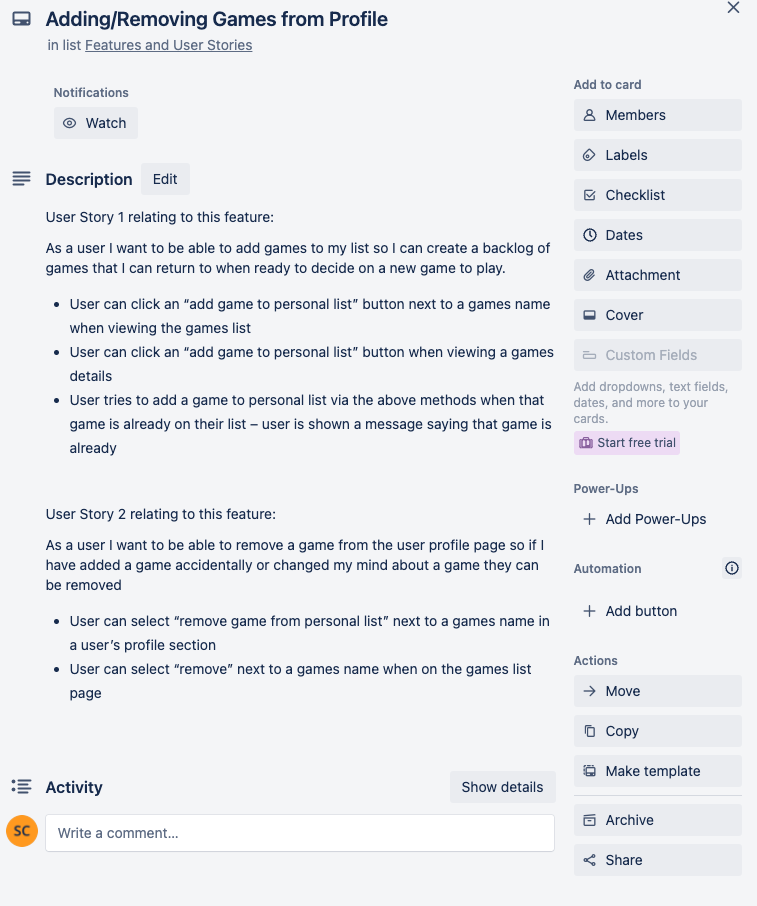 Adding/Removing Games from Profile
in list Features and User Stories
Notifications
Watch
Description Edit
User Story 1 relating to this feature:
As a user I want to be able to add games to my list so I can create a backlog of
games that I can return to when ready to decide on a new game to play.
• User can click an “add game to personal list” button next to a games name
when viewing the games list
• User can click an “add game to personal list” button when viewing a games
details
• User tries to add a game to personal list via the above methods when that
game is already on their list – user is shown a message saying that game is
already
User Story 2 relating to this feature:
As a user I want to be able to remove a game from the user profile page so if I
have added a game accidentally or changed my mind about a game they can
be removed
• User can select “remove game from personal list” next to a games name in
a user’s profile section
• User can select “remove” next to a games name when on the games list
page
Activity Show details
SC Write a comment…
Add to card
Members
Labels
Checklist
Dates
Attachment
Cover
Custom Fields
Add dropdowns, text fields,
dates, and more to your
cards.
Start free trial
Power-Ups
Add Power-Ups
Automation
Add button
Actions
Move
Copy
Make template
Archive
Share